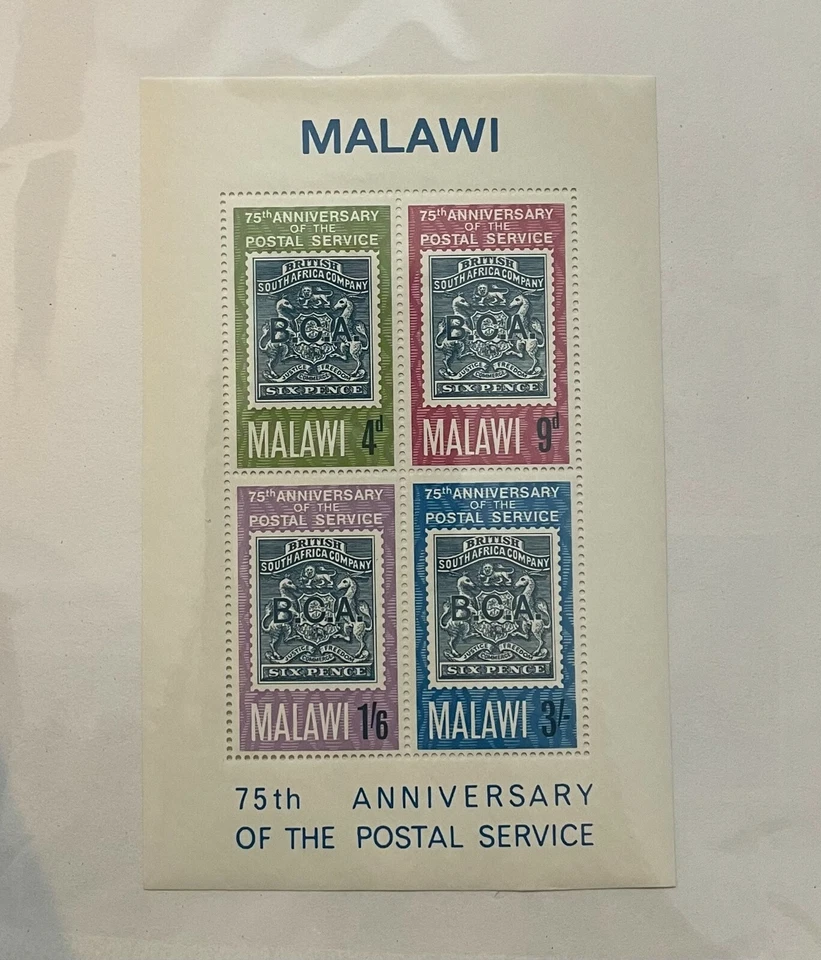 MALAWI
75th ANNIVERSARY
OF THE
POSTAL SERVICE
BRITISH
SOUTH AFRICA COMPANY
B.C.A.
JUSTICE FREEDOM
COMMERCE
SIX PENCE
MALAWI 4d
75th ANNIVERSARY
OF THE
POSTAL SERVICE
BRITISH
SOUTH AFRICA COMPANY
B.C.A.
JUSTICE FREEDOM
COMMERCE
SIX PENCE
MALAWI 9d
75th ANNIVERSARY
OF THE
POSTAL SERVICE
BRITISH
SOUTH AFRICA COMPANY
B.C.A.
JUSTICE FREEDOM
COMMERCE
SIX PENCE
MALAWI 1/6
75th ANNIVERSARY
OF THE
POSTAL SERVICE
BRITISH
SOUTH AFRICA COMPANY
B.C.A.
JUSTICE FREEDOM
COMMERCE
SIX PENCE
MALAWI 3/-
75th ANNIVERSARY
OF THE POSTAL SERVICE